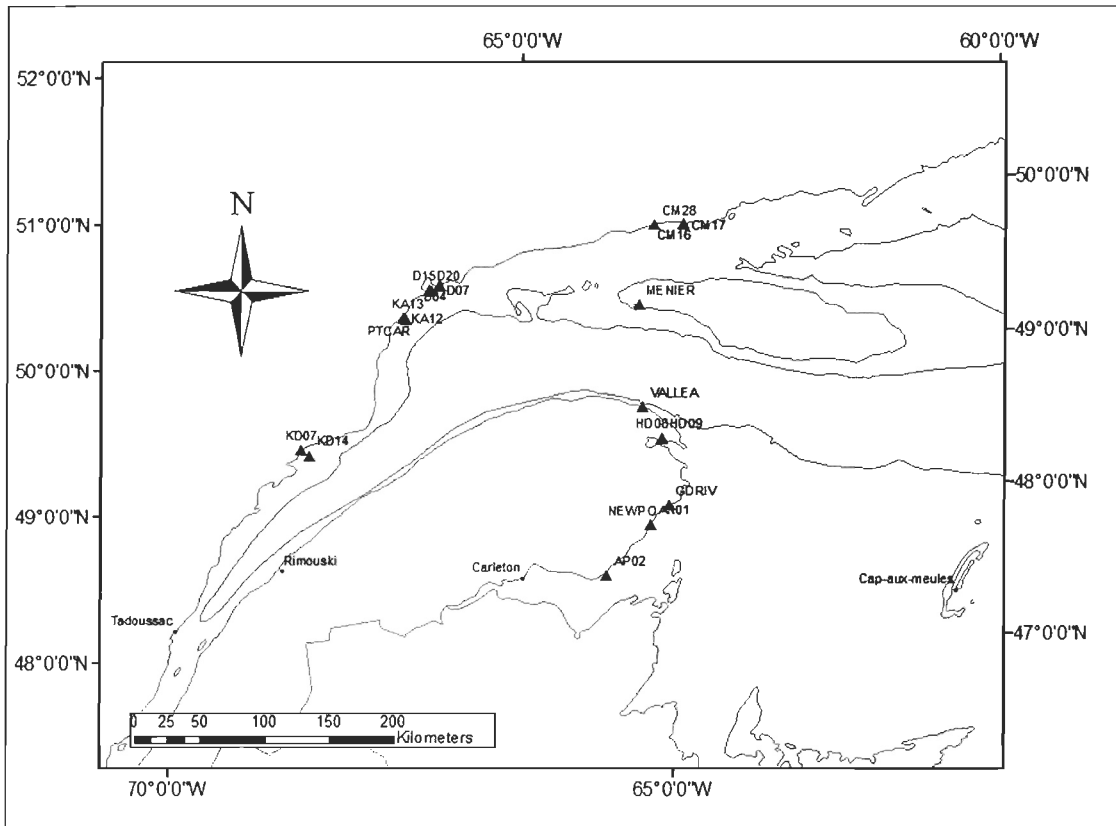 65°0'0"W 60°0'0"W
52°0'0"N
N
50°0'0"N
CM28
51°0'0"N
CM17
CM16
D15D20
D07
MENIER
KA13
KA12
49°0'0"N
PTCAR
50°0'0"N
VALLEA
HD08HD09
KD07
KD14
48°0'0"N
GDRIV
NEWPO
AR01
49°0'0"N
Rimouski
Carleton
AP02
Cap-aux-meules
Tadoussac
47°0'0"N
48°0'0"N
0 25 50 100 150 200
Kilometers
70°0'0"W 65°0'0"W